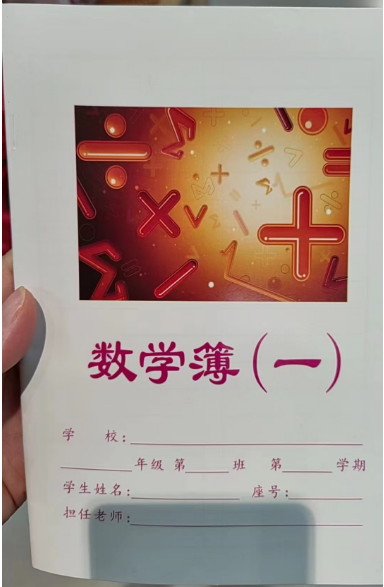 数学簿(一)
学 校:
年级 第 班 第 学期
学生姓名: 座号:
担任老师: